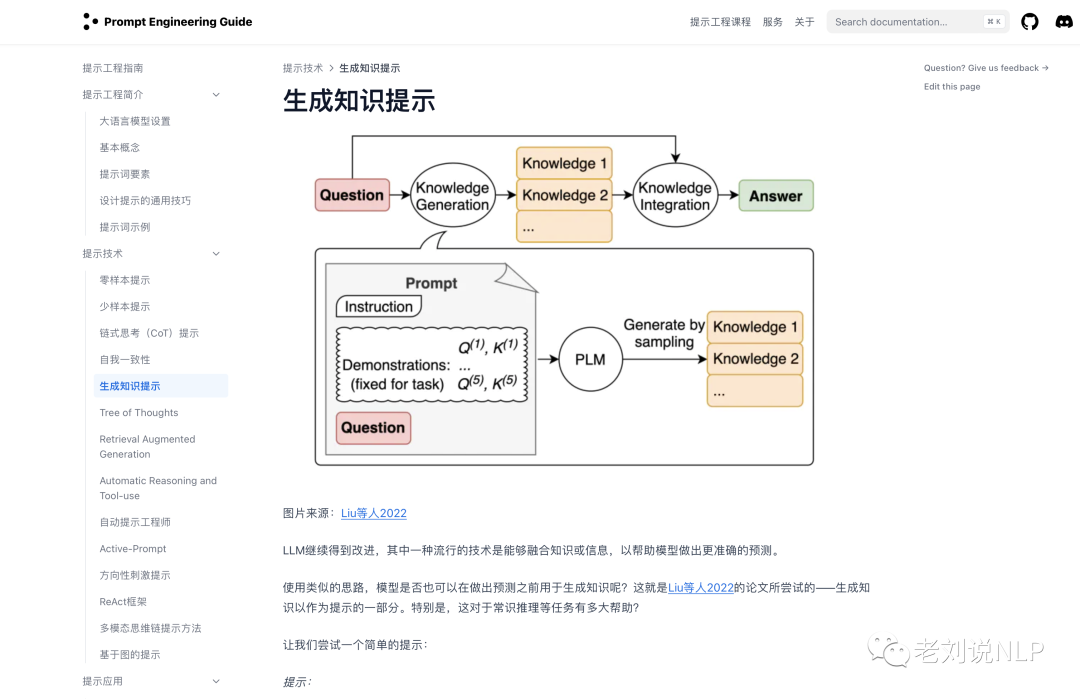 Prompt Engineering Guide
提示工程课程 服务 关于 Search documentation... ⌘ K
提示工程指南
提示工程简介
大语言模型设置
基本概念
提示词要素
设计提示的通用技巧
提示词示例
提示技术
零样本提示
少样本提示
链式思考（CoT）提示
自我一致性
生成知识提示
Tree of Thoughts
Retrieval Augmented
Generation
Automatic Reasoning and
Tool-use
自动提示工程师
Active-Prompt
方向性刺激提示
ReAct框架
多模态思维链提示方法
基于图的提示
提示应用
提示技术 > 生成知识提示
生成知识提示
Question
Knowledge
Generation
Knowledge 1
Knowledge 2
...
Knowledge
Integration
Answer
Prompt
Instruction
Q(1), K(1)
Demonstrations: ...
(fixed for task) Q(5), K(5)
Question
PLM
Generate by
sampling
Knowledge 1
Knowledge 2
...
图片来源：Liu等人2022
LLM继续得到改进，其中一种流行的技术是能够融合知识或信息，以帮助模型做出更准确的预测。
使用类似的思路，模型是否也可以在做出预测之前用于生成知识呢？这就是Liu等人2022的论文所尝试的——生成知
识以作为提示的一部分。特别是，这对于常识推理等任务有多大帮助？
让我们尝试一个简单的提示：
提示：
Question? Give us feedback →
Edit this page
老刘说NLP